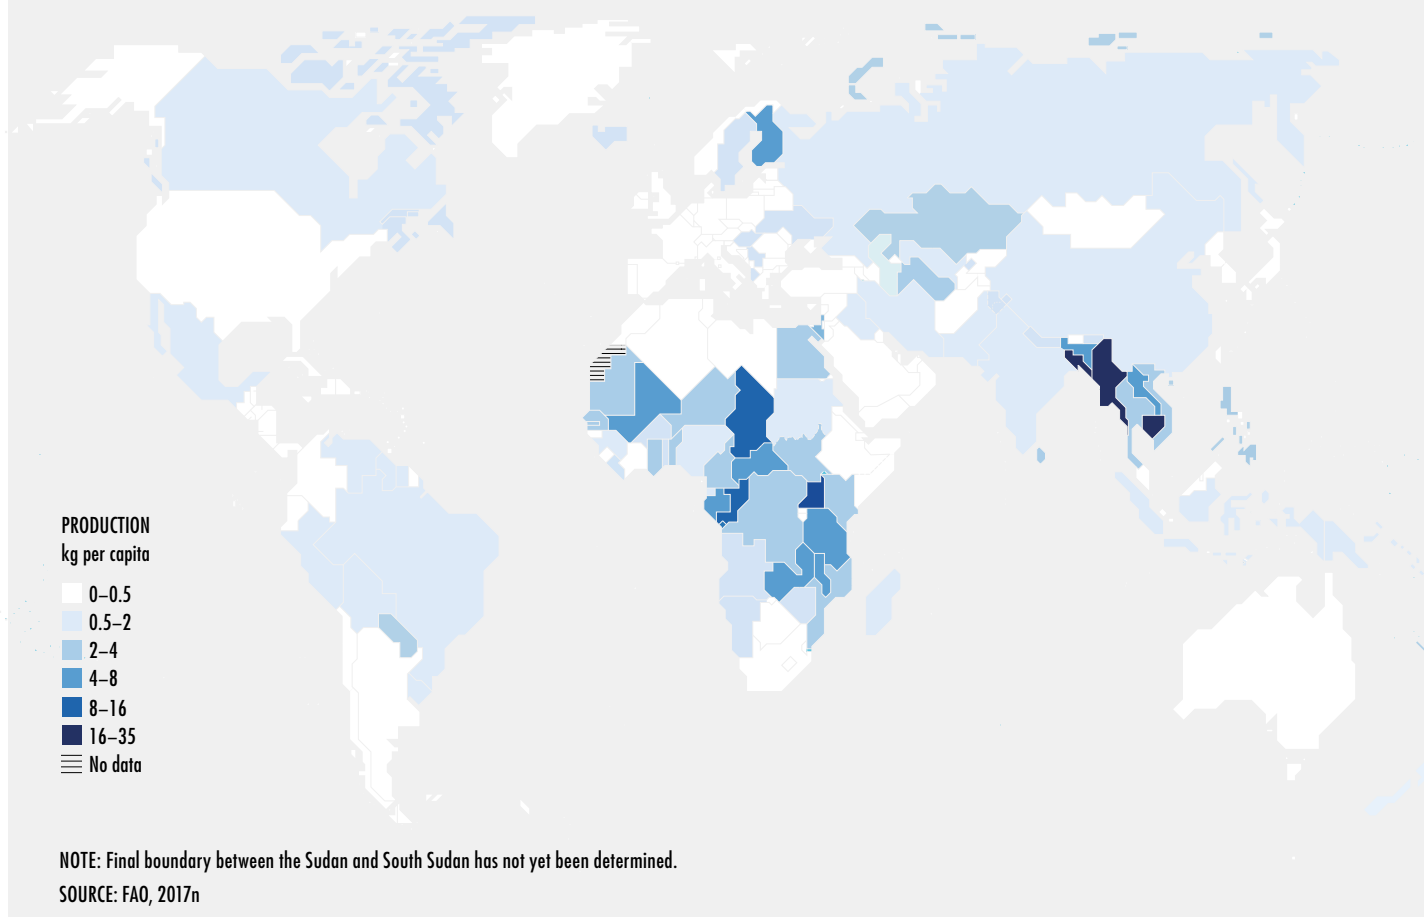 PRODUCTION
kg per capita
0–0.5
0.5–2
2–4
4–8
8–16
16–35
No data
NOTE: Final boundary between the Sudan and South Sudan has not yet been determined.
SOURCE: FAO, 2017n